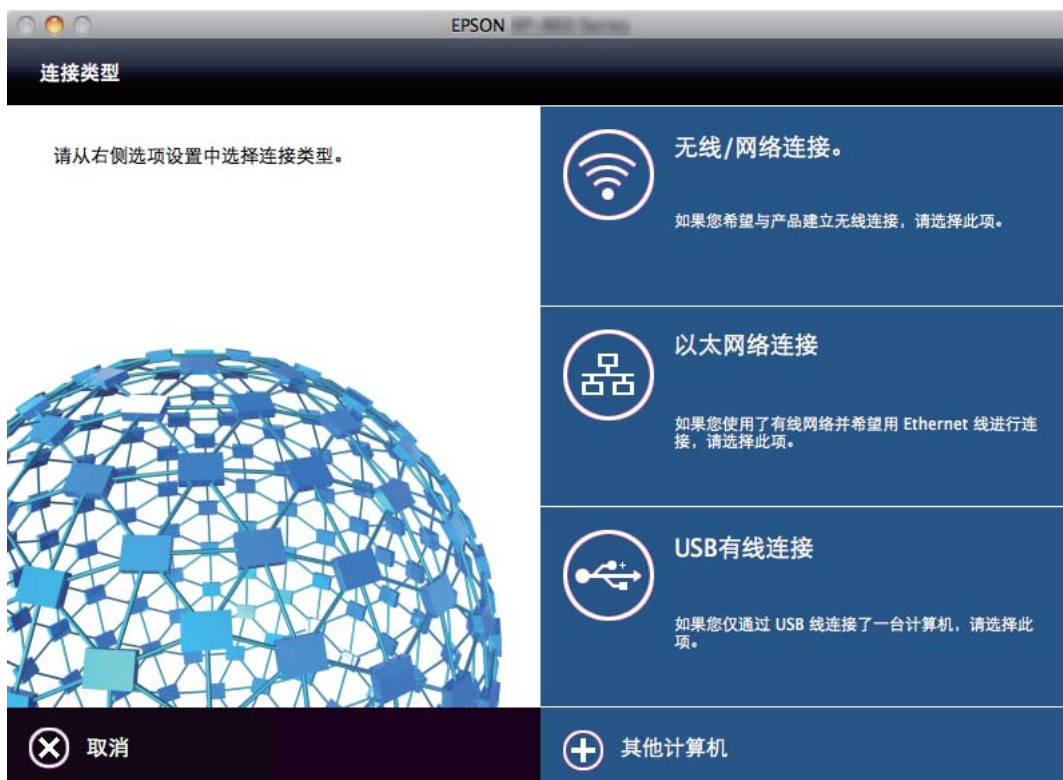 EPSON
连接类型
请从右侧选项设置中选择连接类型。
无线/网络连接。
如果您希望与产品建立无线连接，请选择此项。
以太网络连接
如果您使用了有线网络并希望用 Ethernet 线进行连
接，请选择此项。
USB有线连接
如果您仅通过 USB 线连接了一台计算机，请选择此
项。
取消
其他计算机